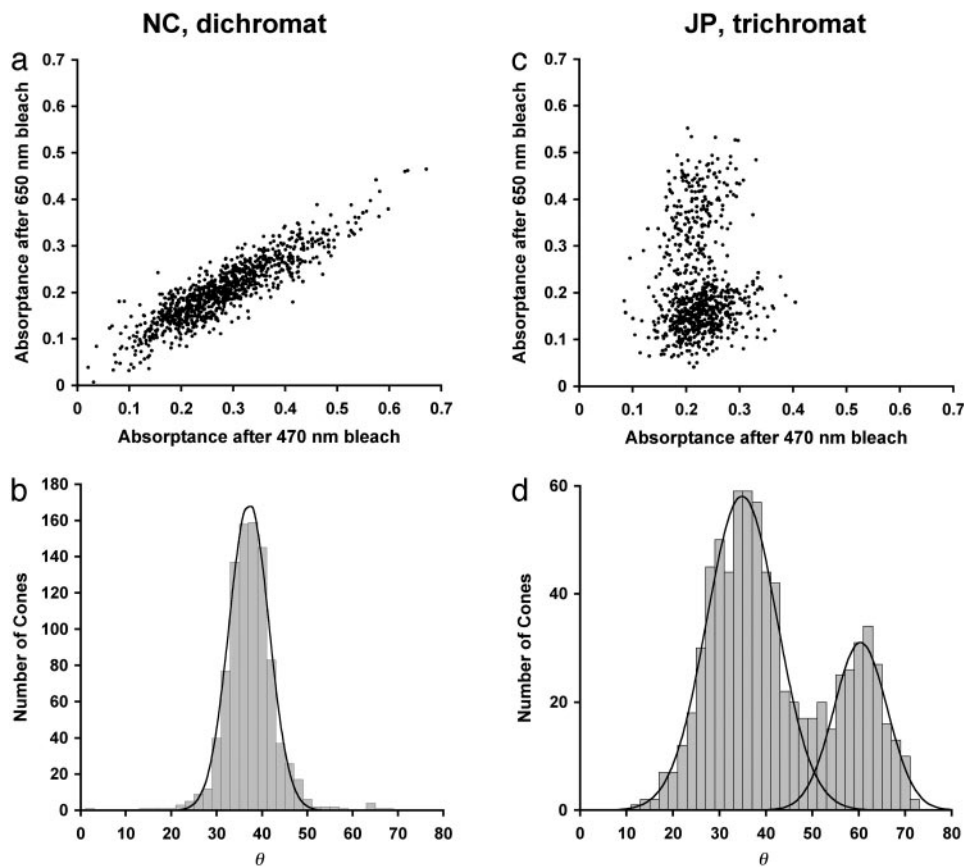 NC, dichromat
JP, trichromat
a
Absorptance after 650 nm bleach
0.7
0.6
0.5
0.4
0.3
0.2
0.1
0
0 0.1 0.2 0.3 0.4 0.5 0.6 0.7
Absorptance after 470 nm bleach
c
Absorptance after 650 nm bleach
0.7
0.6
0.5
0.4
0.3
0.2
0.1
0
0 0.1 0.2 0.3 0.4 0.5 0.6 0.7
Absorptance after 470 nm bleach
b
Number of Cones
180
160
140
120
100
80
60
40
20
0
0 20 40 60 80
θ
d
Number of Cones
60
40
20
0
0 10 20 30 40 50 60 70 80
θ